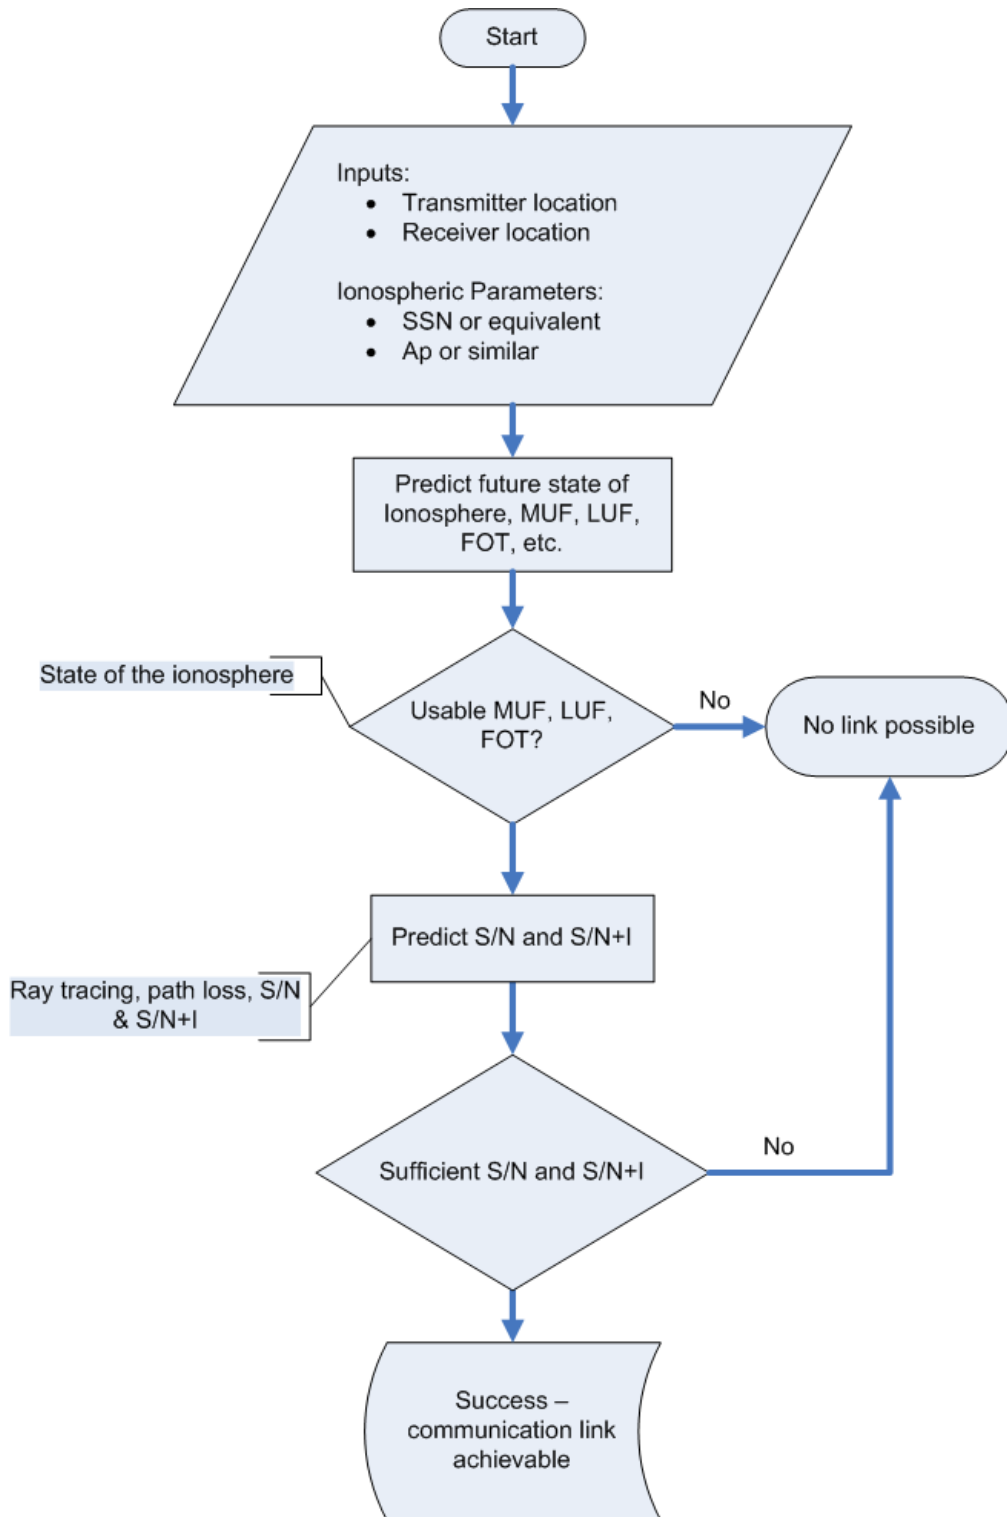 Start
Inputs:
• Transmitter location
• Receiver location
Ionospheric Parameters:
• SSN or equivalent
• Ap or similar
Predict future state of
Ionosphere, MUF, LUF,
FOT, etc.
State of the ionosphere
Usable MUF, LUF,
FOT?
No
No link possible
Predict S/N and S/N+I
Ray tracing, path loss, S/N
& S/N+I
Sufficient S/N and S/N+I
No
Success –
communication link
achievable